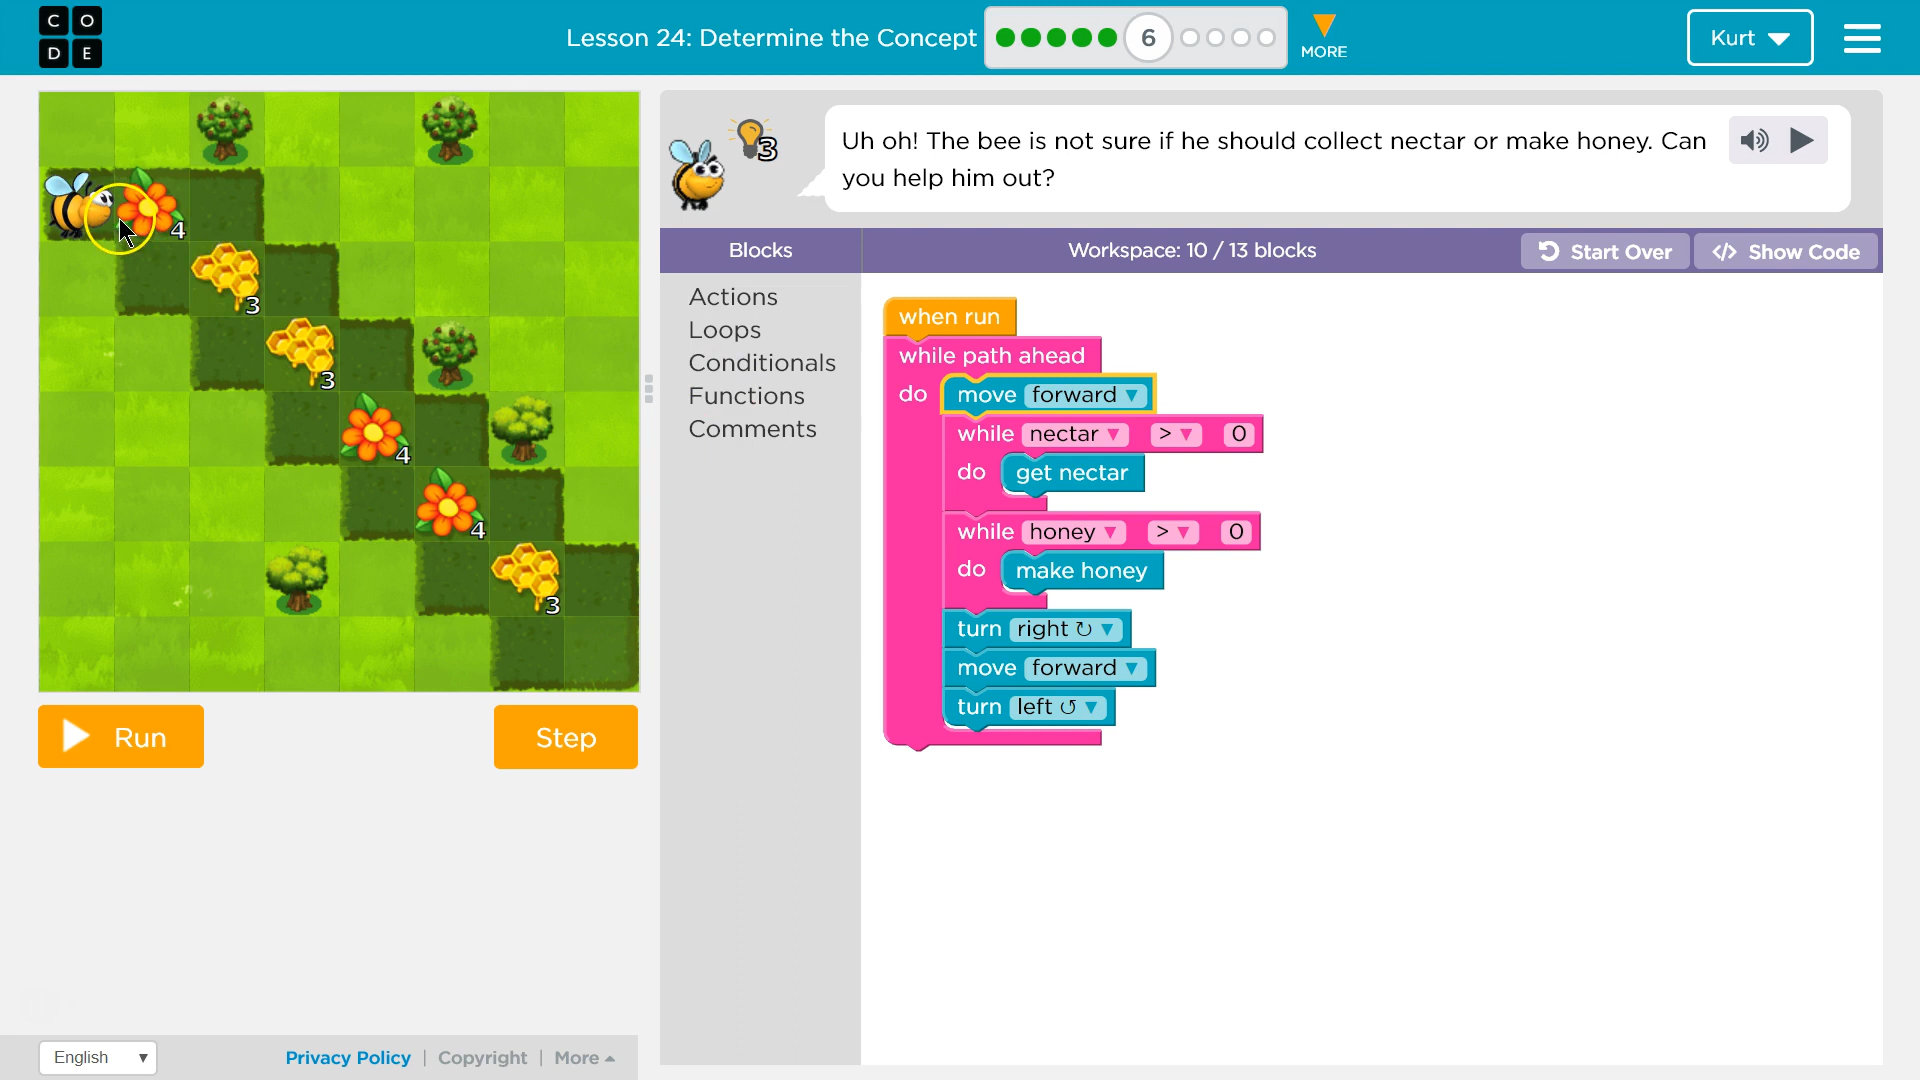 C O
D E
Lesson 24: Determine the Concept
6
MORE
Kurt
3
Uh oh! The bee is not sure if he should collect nectar or make honey. Can
you help him out?
4
3
3
4
4
3
Run
Step
Blocks
Workspace: 10 / 13 blocks
Start Over
</> Show Code
Actions
Loops
Conditionals
Functions
Comments
when run
while path ahead
do move forward
while nectar > 0
do get nectar
while honey > 0
do make honey
turn right ↻
move forward
turn left ↺
English
Privacy Policy | Copyright | More